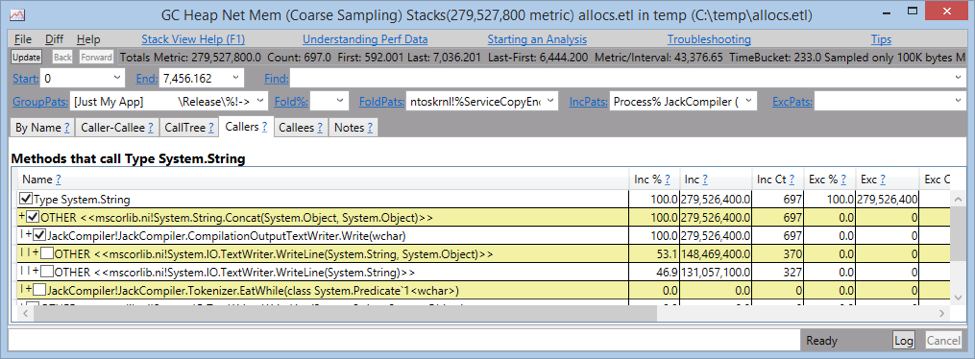 GC Heap Net Mem (Coarse Sampling) Stacks(279,527,800 metric) allocs.etl in temp (C:\temp\allocs.etl)
File Diff Help Stack View Help (F1) Understanding Perf Data Starting an Analysis Troubleshooting Tips
Update Back Forward Totals Metric: 279,527,800.0 Count: 697.0 First: 592.001 Last: 7,036.201 Last-First: 6,444.200 Metric/Interval: 43,376.65 TimeBucket: 233.0 Sampled only 100K bytes M
Start: 0 End: 7,456.162 Find:
GroupPats: [Just My App] \Release\%!-> Fold%: FoldPats: ntoskrnl!%ServiceCopyEnd IncPats: Process% JackCompiler ( ExcPats:
By Name ? Caller-Callee ? CallTree ? Callers ? Callees ? Notes ?
Methods that call Type System.String
Name ? Inc % ? Inc ? Inc Ct ? Exc % ? Exc ? Exc C
Type System.String 100.0 279,526,400.0 697 100.0 279,526,400
+ OTHER <<mscorlib.ni!System.String.Concat(System.Object, System.Object)>> 100.0 279,526,400.0 697 0.0 0
| + JackCompiler!JackCompiler.CompilationOutputTextWriter.Write(wchar) 100.0 279,526,400.0 697 0.0 0
| | + OTHER <<mscorlib.ni!System.IO.TextWriter.WriteLine(System.String, System.Object)>> 53.1 148,469,400.0 370 0.0 0
| | + OTHER <<mscorlib.ni!System.IO.TextWriter.WriteLine(System.String)>> 46.9 131,057,100.0 327 0.0 0
| + JackCompiler!JackCompiler.Tokenizer.EatWhile(class System.Predicate`1<wchar>) 0.0 0.0 0 0.0 0
Ready Log Cancel